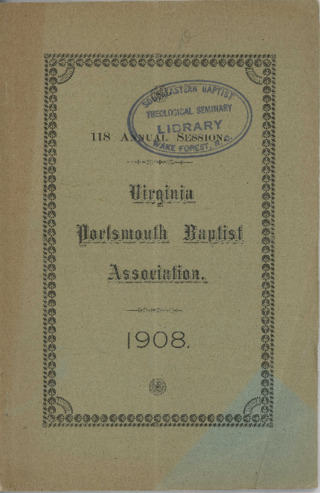 SOUTHEASTERN BAPTIST
THEOLOGICAL SEMINARY
LIBRARY
WAKE FOREST, N.C.
118 ANNUAL SESSION.
Virginia
Portsmouth Baptist
Association.
1908.